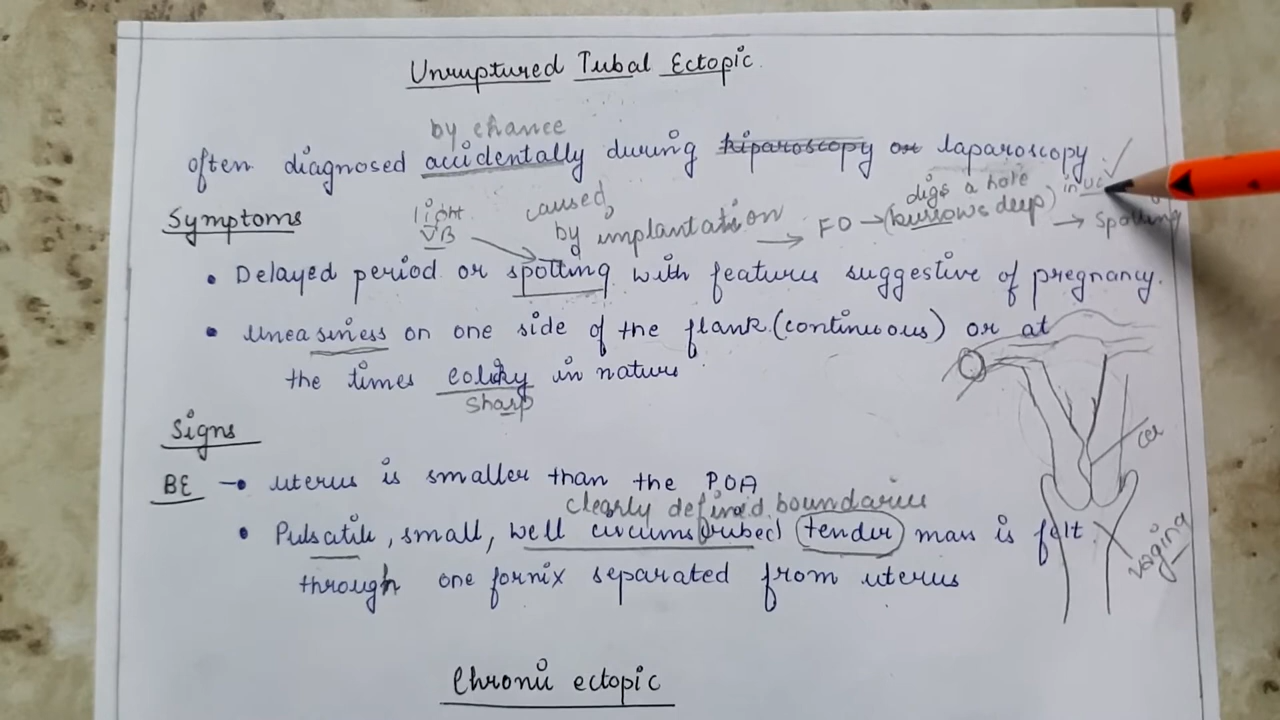 Unruptured Tubal Ectopic
by chance
often diagnosed accidentally during hiparoscopy or laparoscopy
digs a hole in UC
Symptoms light VB caused by implantation → FO → (burrows deep) → Spotting
• Delayed period or spotting with features suggestive of pregnancy.
• uneasiness on one side of the flank (continuous) or at
the times colicky in nature
sharp
Signs
cer
BE → • uterus is smaller than the POA
clearly defined boundaries
• Pulsatile, small, well circumscribed (tender) mass is felt
vagina
through one fornix separated from uterus
Chronic ectopic